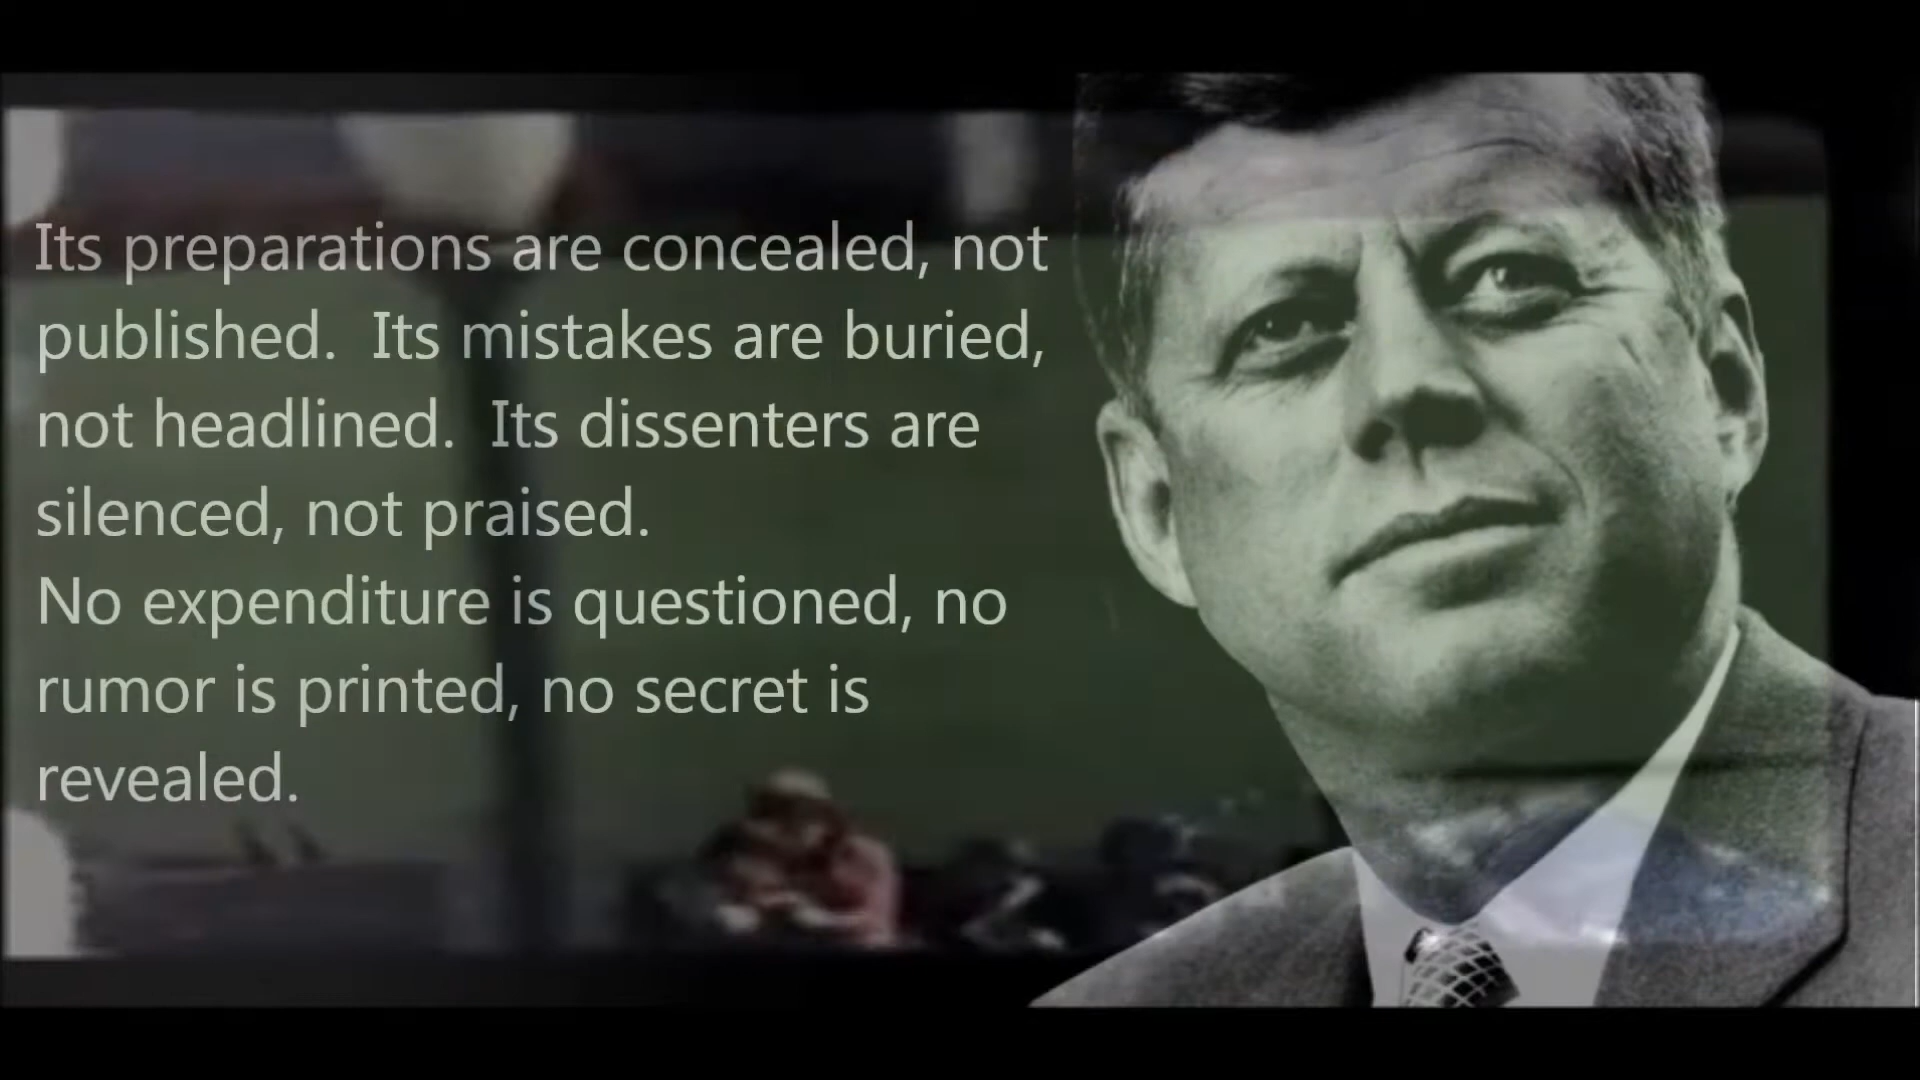 Its preparations are concealed, not
published.  Its mistakes are buried,
not headlined.  Its dissenters are
silenced, not praised.
No expenditure is questioned, no
rumor is printed, no secret is
revealed.